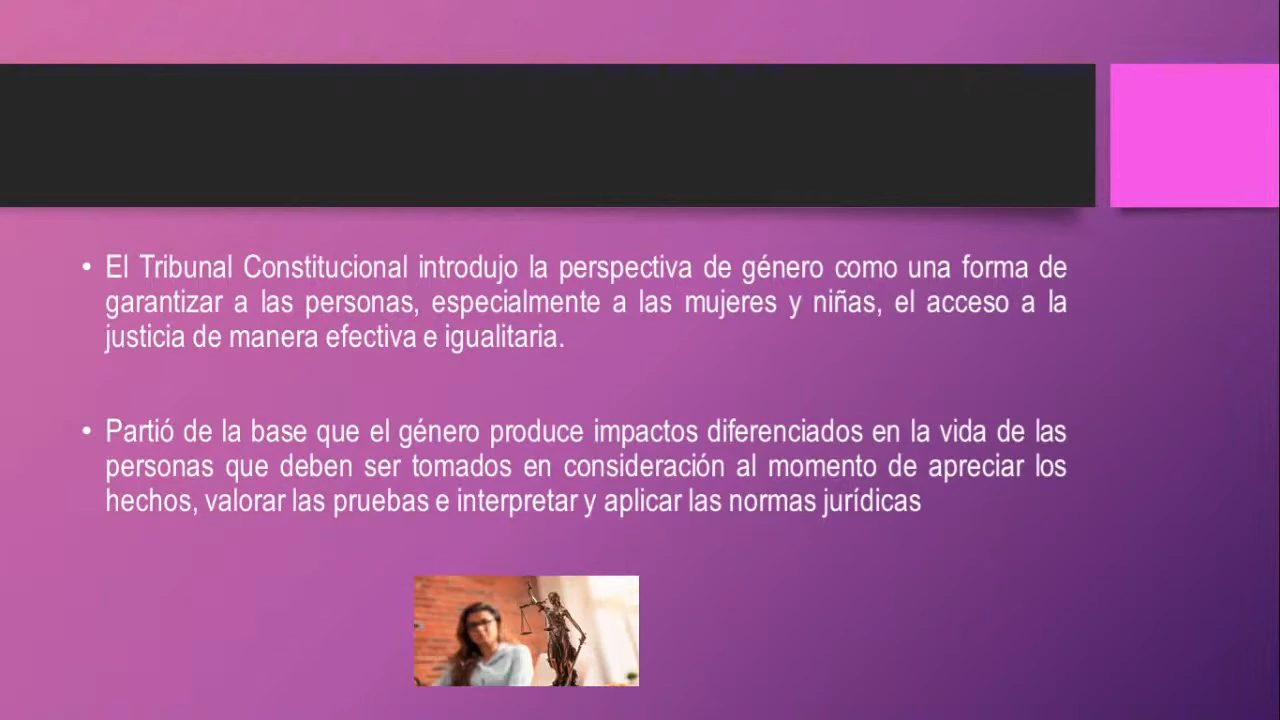 • El Tribunal Constitucional introdujo la perspectiva de género como una forma de
garantizar a las personas, especialmente a las mujeres y niñas, el acceso a la
justicia de manera efectiva e igualitaria.
• Partió de la base que el género produce impactos diferenciados en la vida de las
personas que deben ser tomados en consideración al momento de apreciar los
hechos, valorar las pruebas e interpretar y aplicar las normas jurídicas